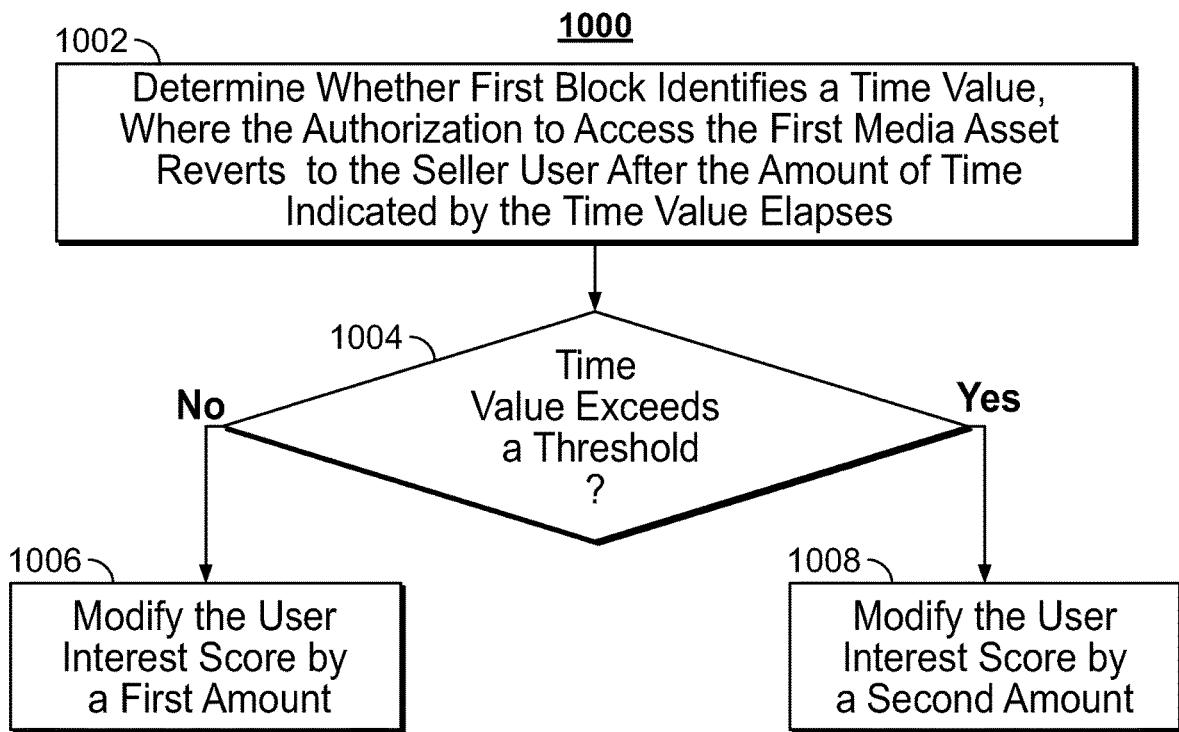 1000
1002
Determine Whether First Block Identifies a Time Value,
Where the Authorization to Access the First Media Asset
Reverts to the Seller User After the Amount of Time
Indicated by the Time Value Elapses
1004
Time
Value Exceeds
a Threshold
?
No
Yes
1006
Modify the User
Interest Score by
a First Amount
1008
Modify the User
Interest Score by
a Second Amount